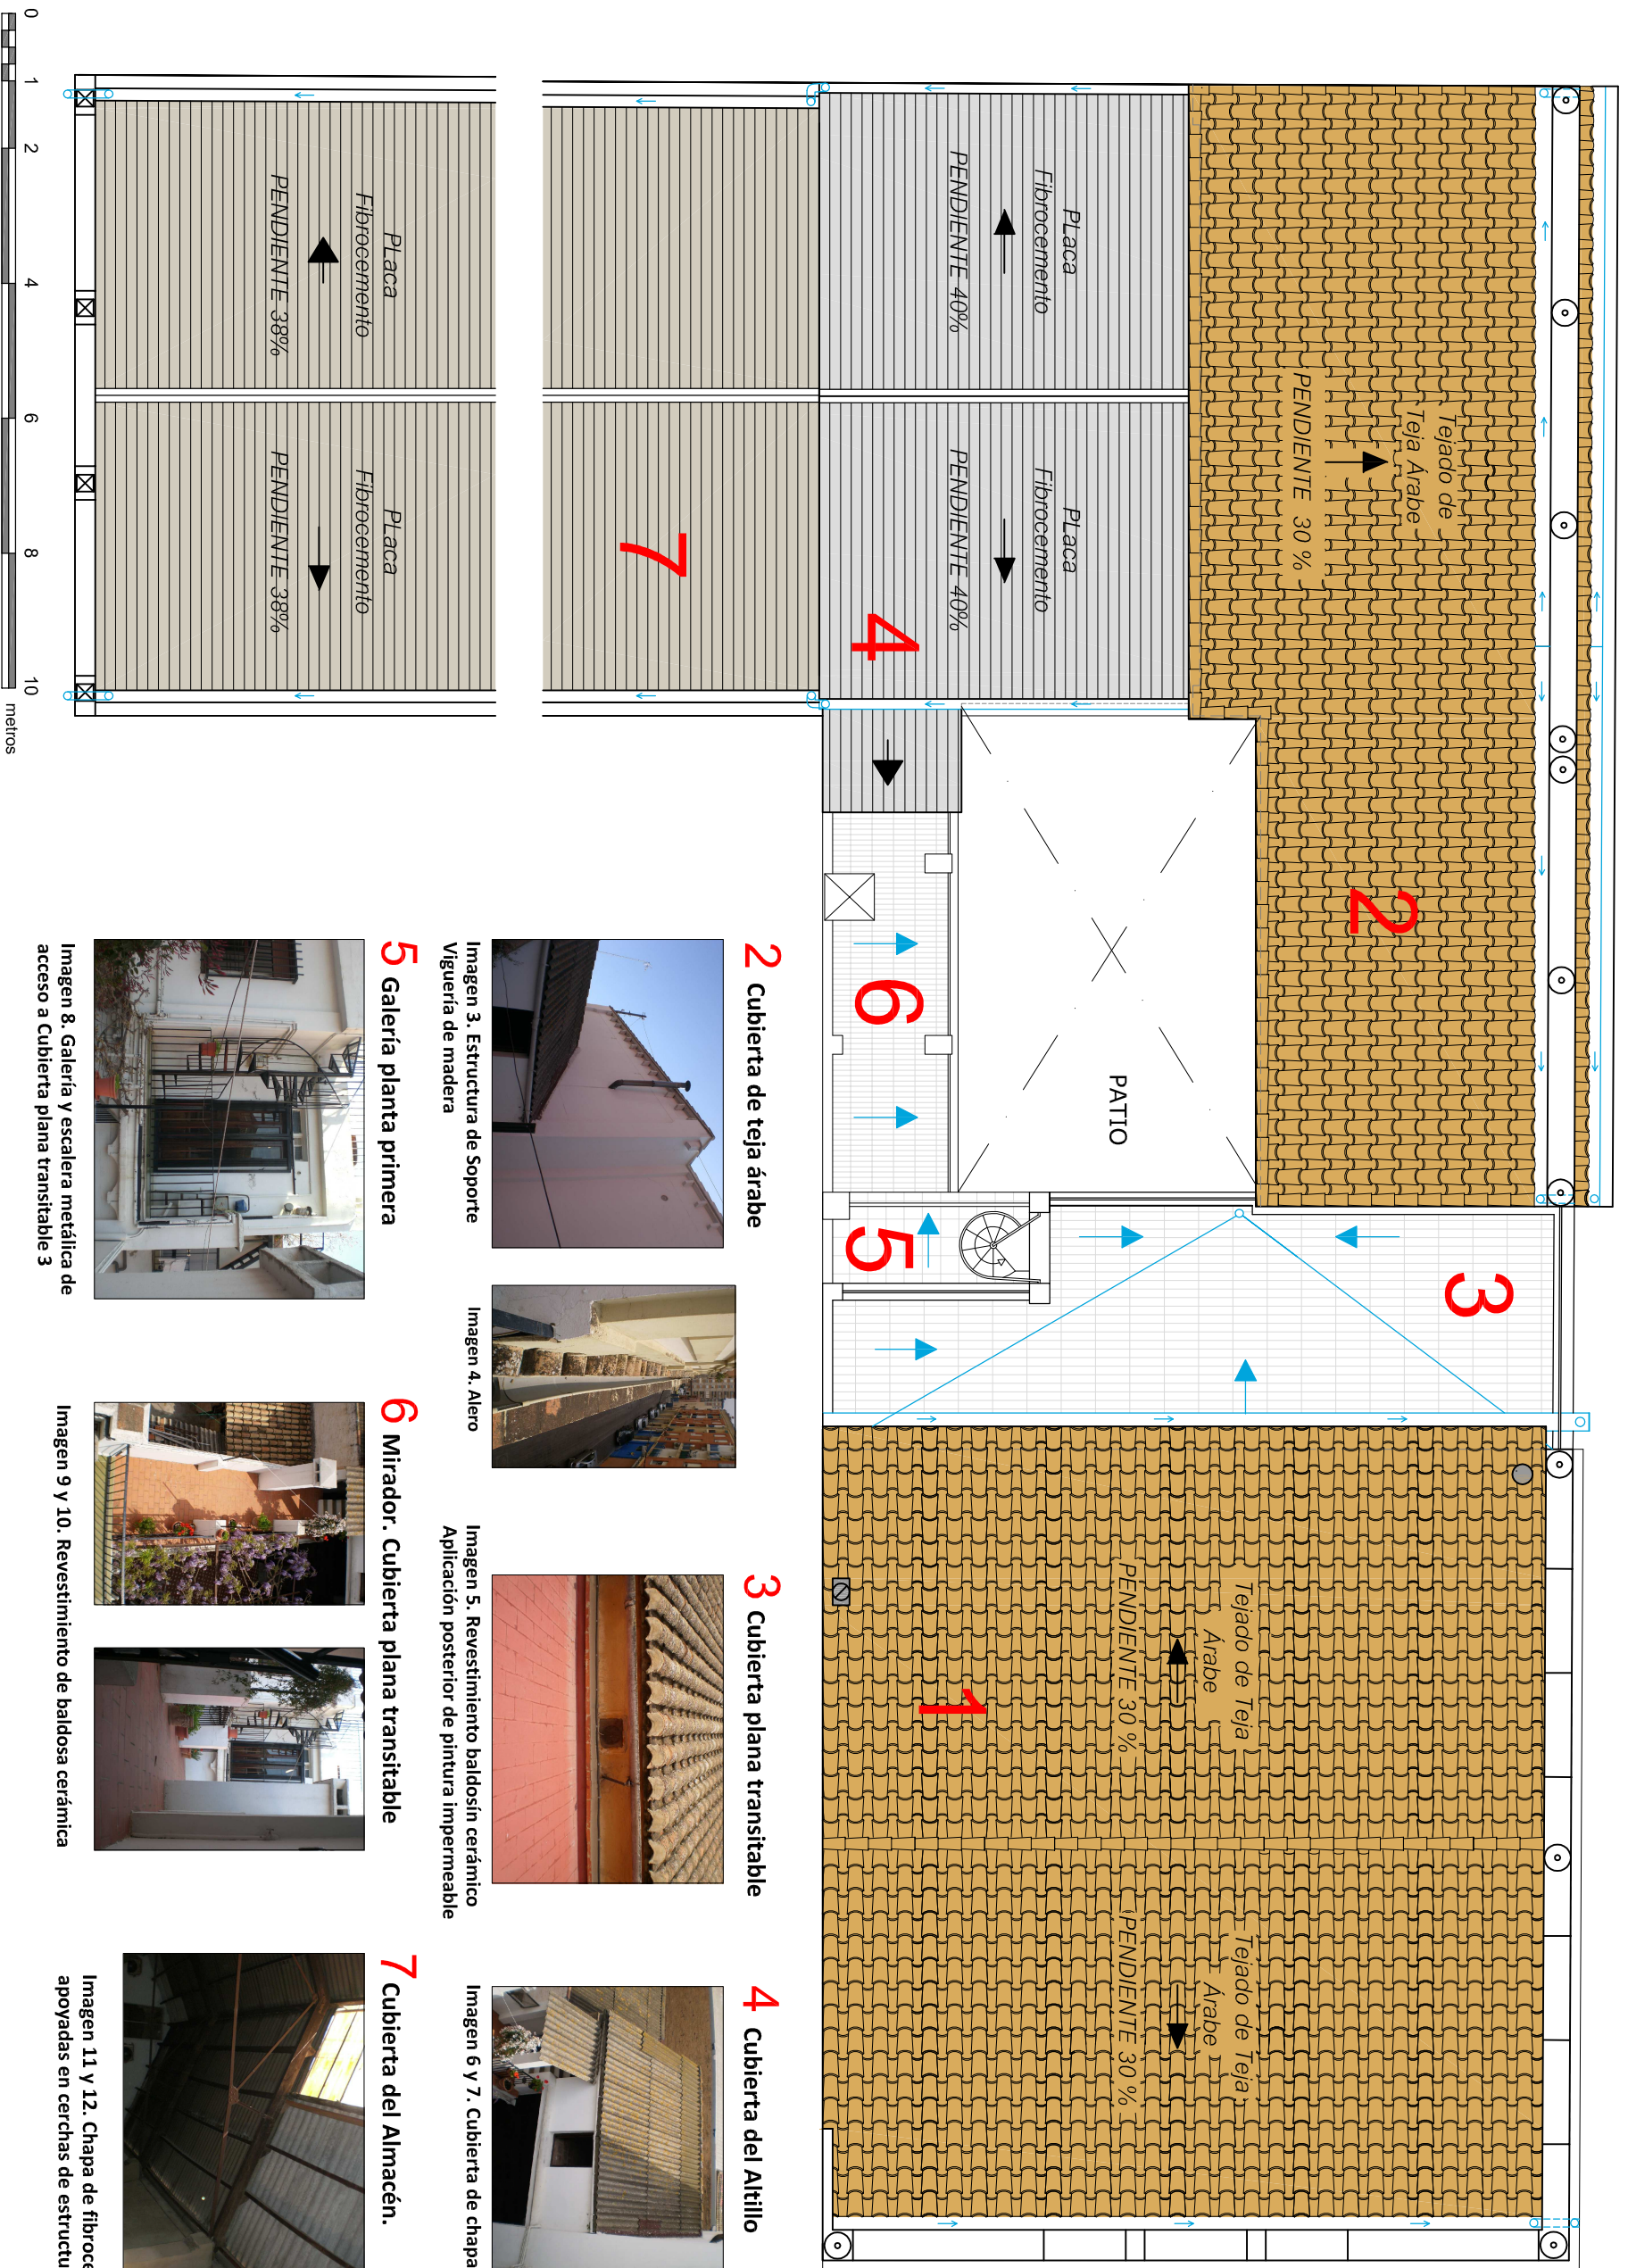 Tejado de
Teja Árabe
PENDIENTE 30 %
2
3
Tejado de Teja
Árabe
PENDIENTE 30 %
Tejado de Teja
Árabe
PENDIENTE 30 %
1
PLaca
Fibrocemento
PENDIENTE 40%
PLaca
Fibrocemento
PENDIENTE 40%
4
PATIO
6
5
7
PLaca
Fibrocemento
PENDIENTE 38%
PLaca
Fibrocemento
PENDIENTE 38%
2 Cubierta de teja árabe
Imagen 3. Estructura de Soporte
Viguería de madera
Imagen 4. Alero
3 Cubierta plana transitable
Imagen 5. Revestimiento baldosín cerámico
Aplicación posterior de pintura impermeable
4 Cubierta del Altillo
Imagen 6 y 7. Cubierta de chapa
5 Galería planta primera
Imagen 8. Galería y escalera metálica de
acceso a Cubierta plana transitable 3
6 Mirador. Cubierta plana transitable
Imagen 9 y 10. Revestimiento de baldosa cerámica
7 Cubierta del Almacén.
Imagen 11 y 12. Chapa de fibroce
apoyadas en cerchas de estructu
0 1 2 4 6 8 10 metros